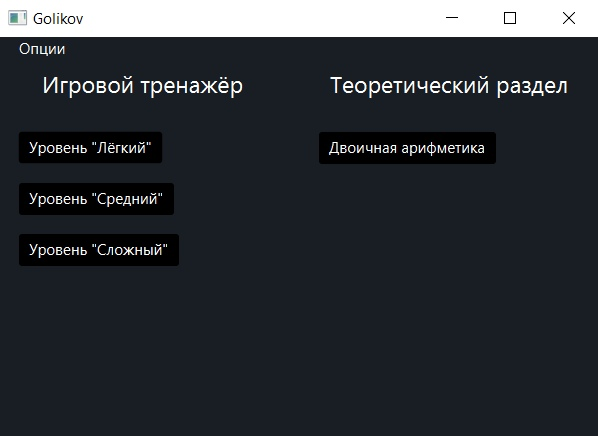 Golikov
Опции
Игровой тренажёр
Теоретический раздел
Уровень "Лёгкий"
Двоичная арифметика
Уровень "Средний"
Уровень "Сложный"